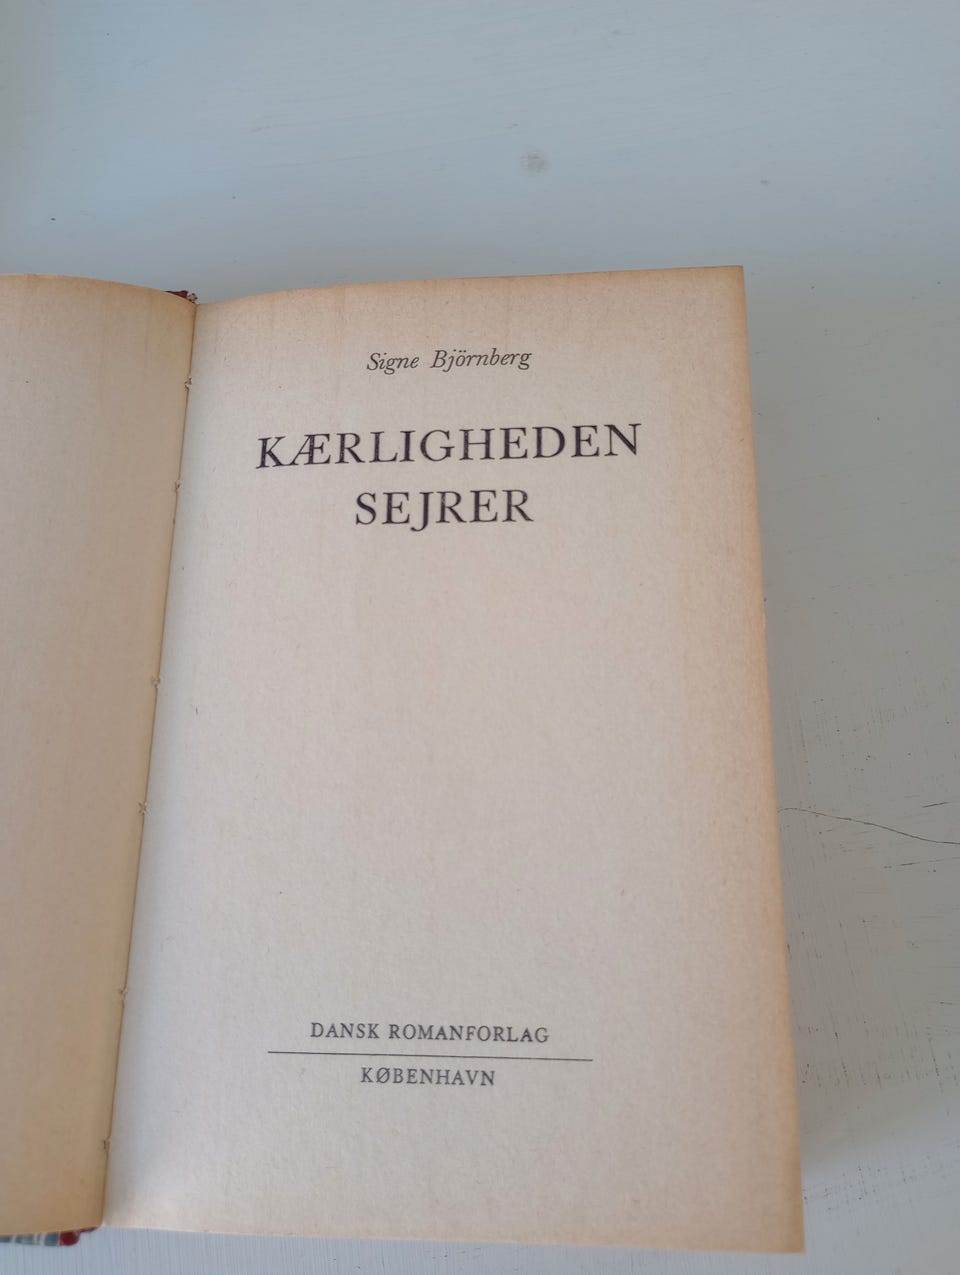 Signe Björnberg
KÆRLIGHEDEN
SEJRER
DANSK ROMANFORLAG
KØBENHAVN